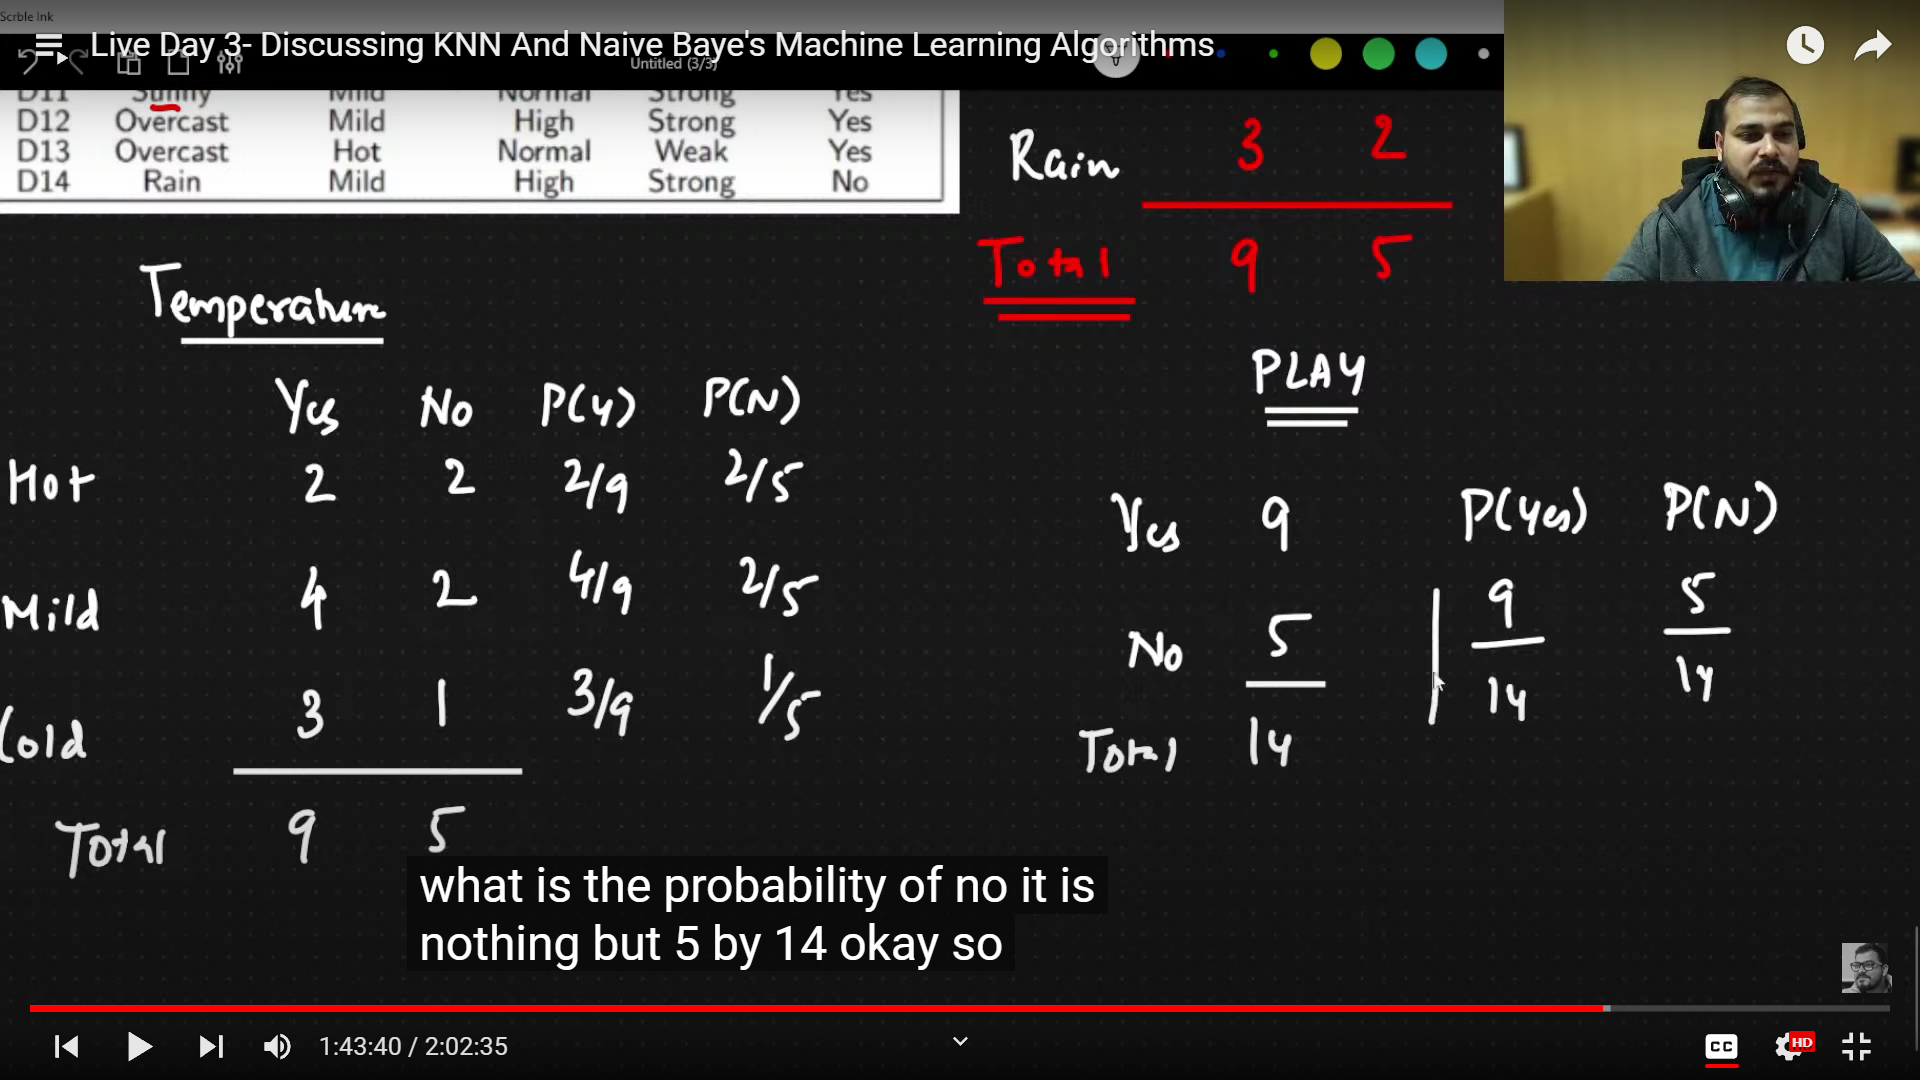 Scrble Ink
Live Day 3- Discussing KNN And Naive Baye's Machine Learning Algorithms
Untitled (3/3)
D11 Sunny Mild Normal Strong Yes
D12 Overcast Mild High Strong Yes
D13 Overcast Hot Normal Weak Yes
D14 Rain Mild High Strong No
Rain 3 2
Total 9 5
Temperature
Yes No P(Y) P(N)
Hot 2 2 2/9 2/5
Mild 4 2 4/9 2/5
Cold 3 1 3/9 1/5
Total 9 5
PLAY
P(Yes) P(N)
Yes 9
9 5
No 5
14 14
Total 14
what is the probability of no it is
nothing but 5 by 14 okay so
1:43:40 / 2:02:35
CC HD